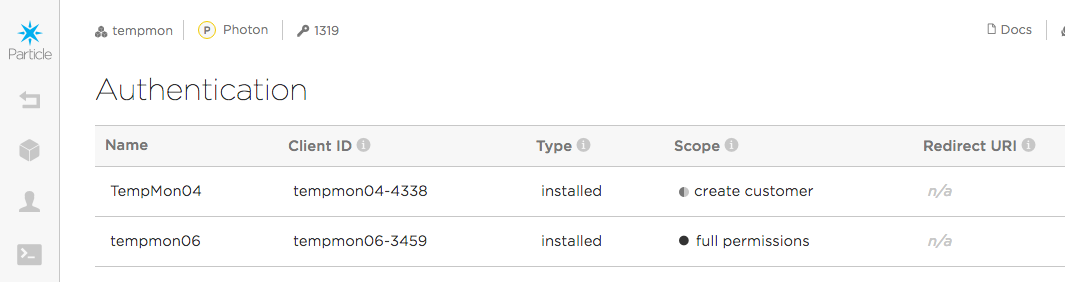 Particle
tempmon P Photon 1319 Docs
Authentication
Name Client ID Type Scope Redirect URI
TempMon04 tempmon04-4338 installed create customer n/a
tempmon06 tempmon06-3459 installed full permissions n/a